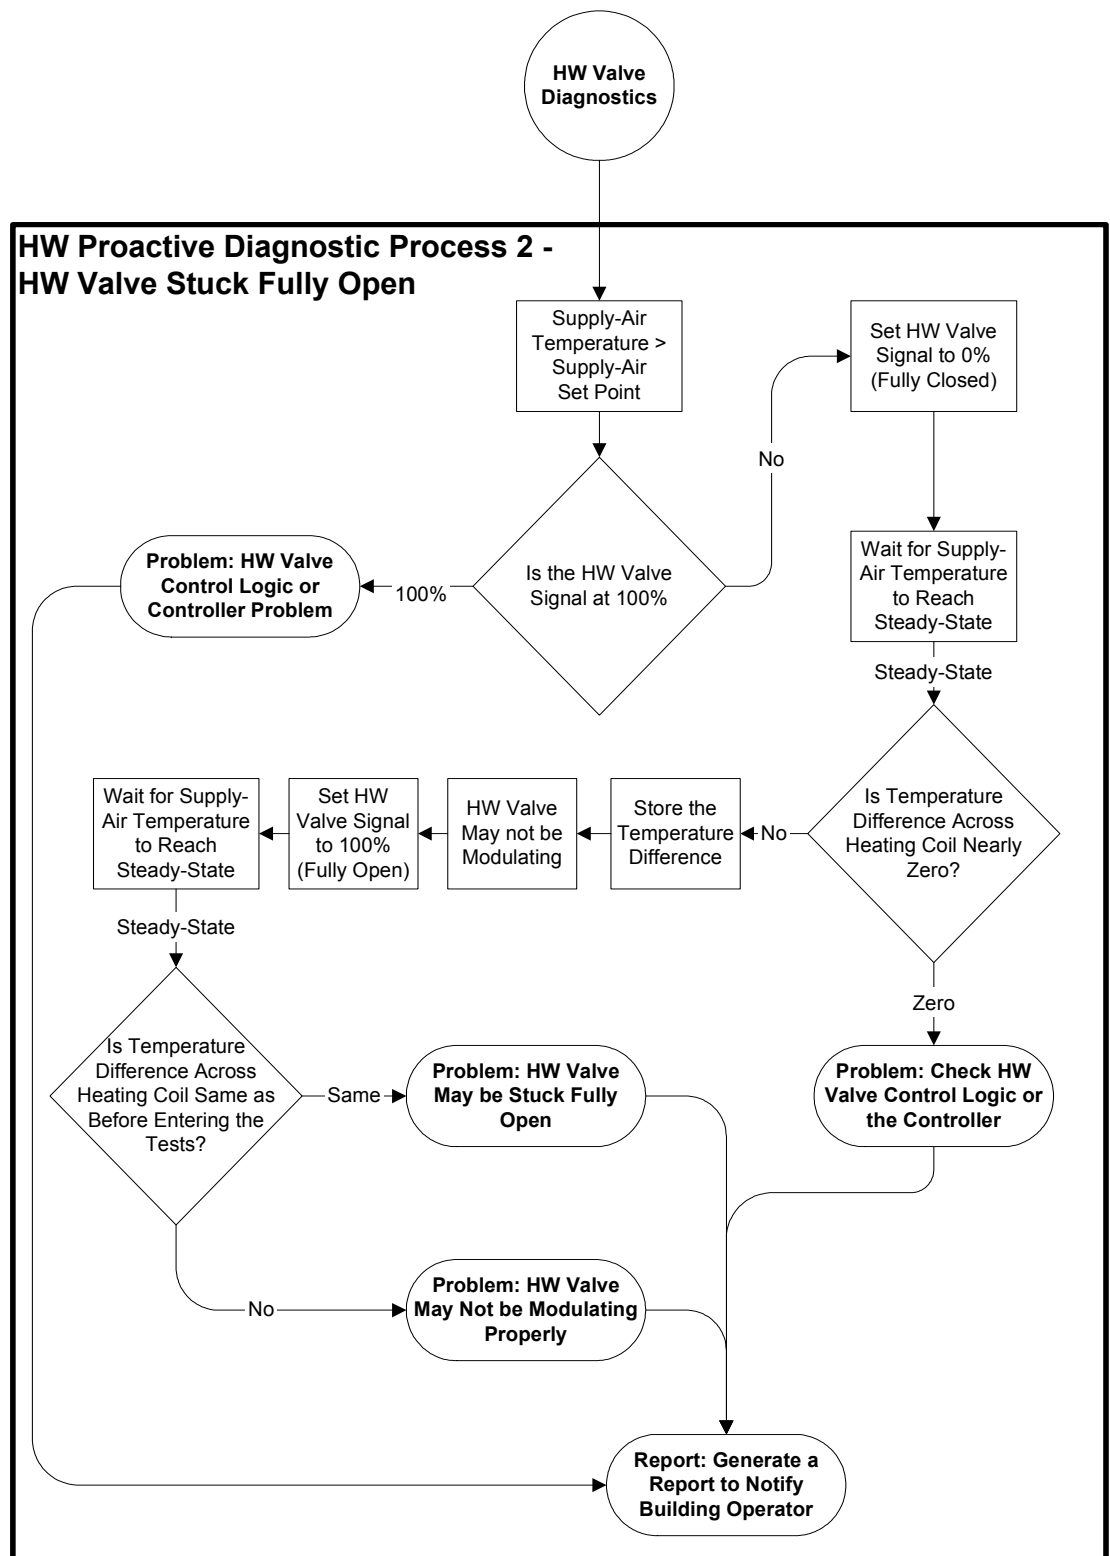 HW Valve
Diagnostics
HW Proactive Diagnostic Process 2 -
HW Valve Stuck Fully Open
Supply-Air
Temperature >
Supply-Air
Set Point
Set HW Valve
Signal to 0%
(Fully Closed)
No
Is the HW Valve
Signal at 100%
100%
Problem: HW Valve
Control Logic or
Controller Problem
Wait for Supply-
Air Temperature
to Reach
Steady-State
Steady-State
Is Temperature
Difference Across
Heating Coil Nearly
Zero?
No
Store the
Temperature
Difference
HW Valve
May not be
Modulating
Set HW
Valve Signal
to 100%
(Fully Open)
Wait for Supply-
Air Temperature
to Reach
Steady-State
Steady-State
Zero
Is Temperature
Difference Across
Heating Coil Same as
Before Entering the
Tests?
Same
Problem: HW Valve
May be Stuck Fully
Open
Problem: Check HW
Valve Control Logic or
the Controller
No
Problem: HW Valve
May Not be Modulating
Properly
Report: Generate a
Report to Notify
Building Operator